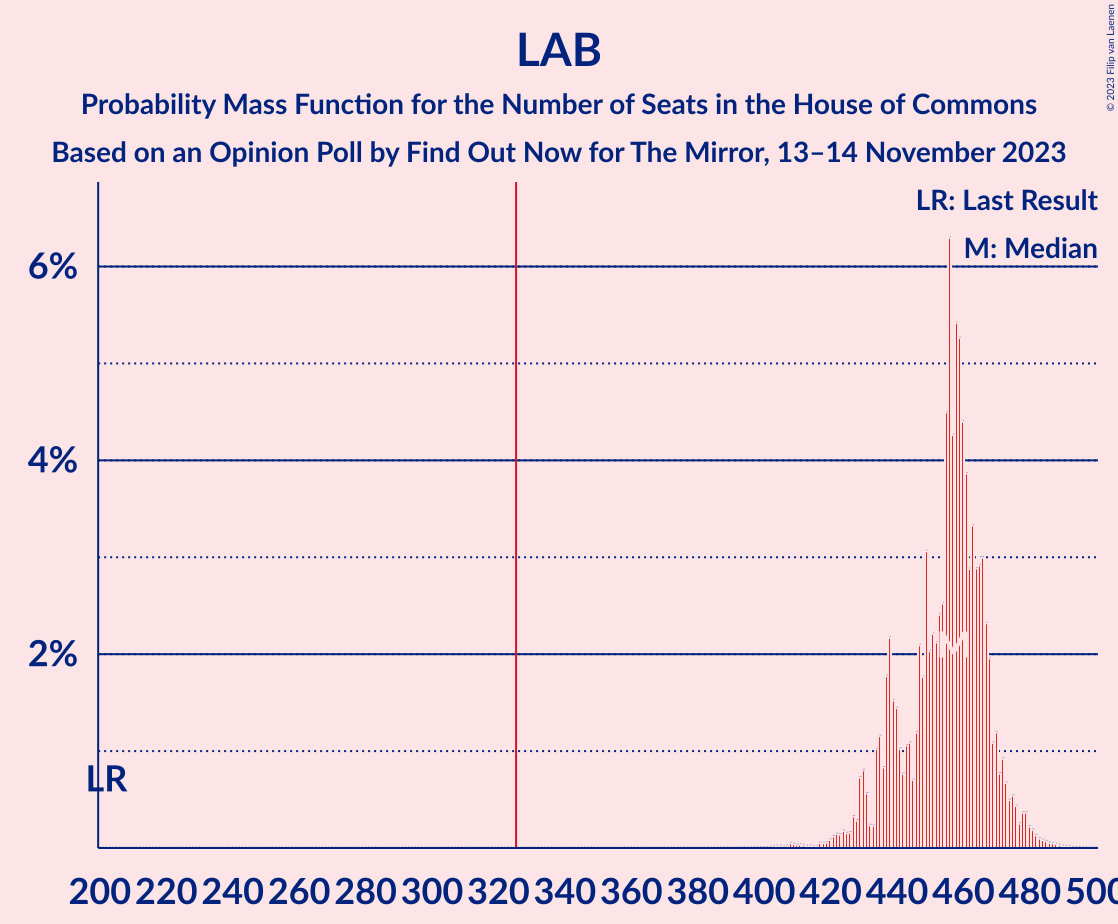 LAB
Probability Mass Function for the Number of Seats in the House of Commons
Based on an Opinion Poll by Find Out Now for The Mirror, 13–14 November 2023
© 2023 Filip van Laenen
LR: Last Result
M: Median
6%
4%
2%
LR
M
200 220 240 260 280 300 320 340 360 380 400 420 440 460 480 500